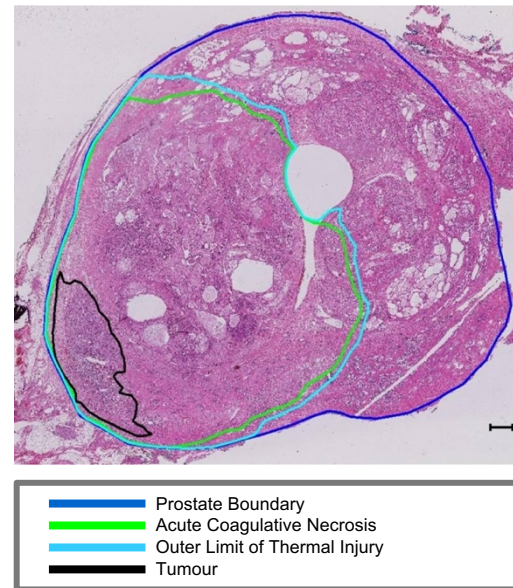 Prostate Boundary
Acute Coagulative Necrosis
Outer Limit of Thermal Injury
Tumour